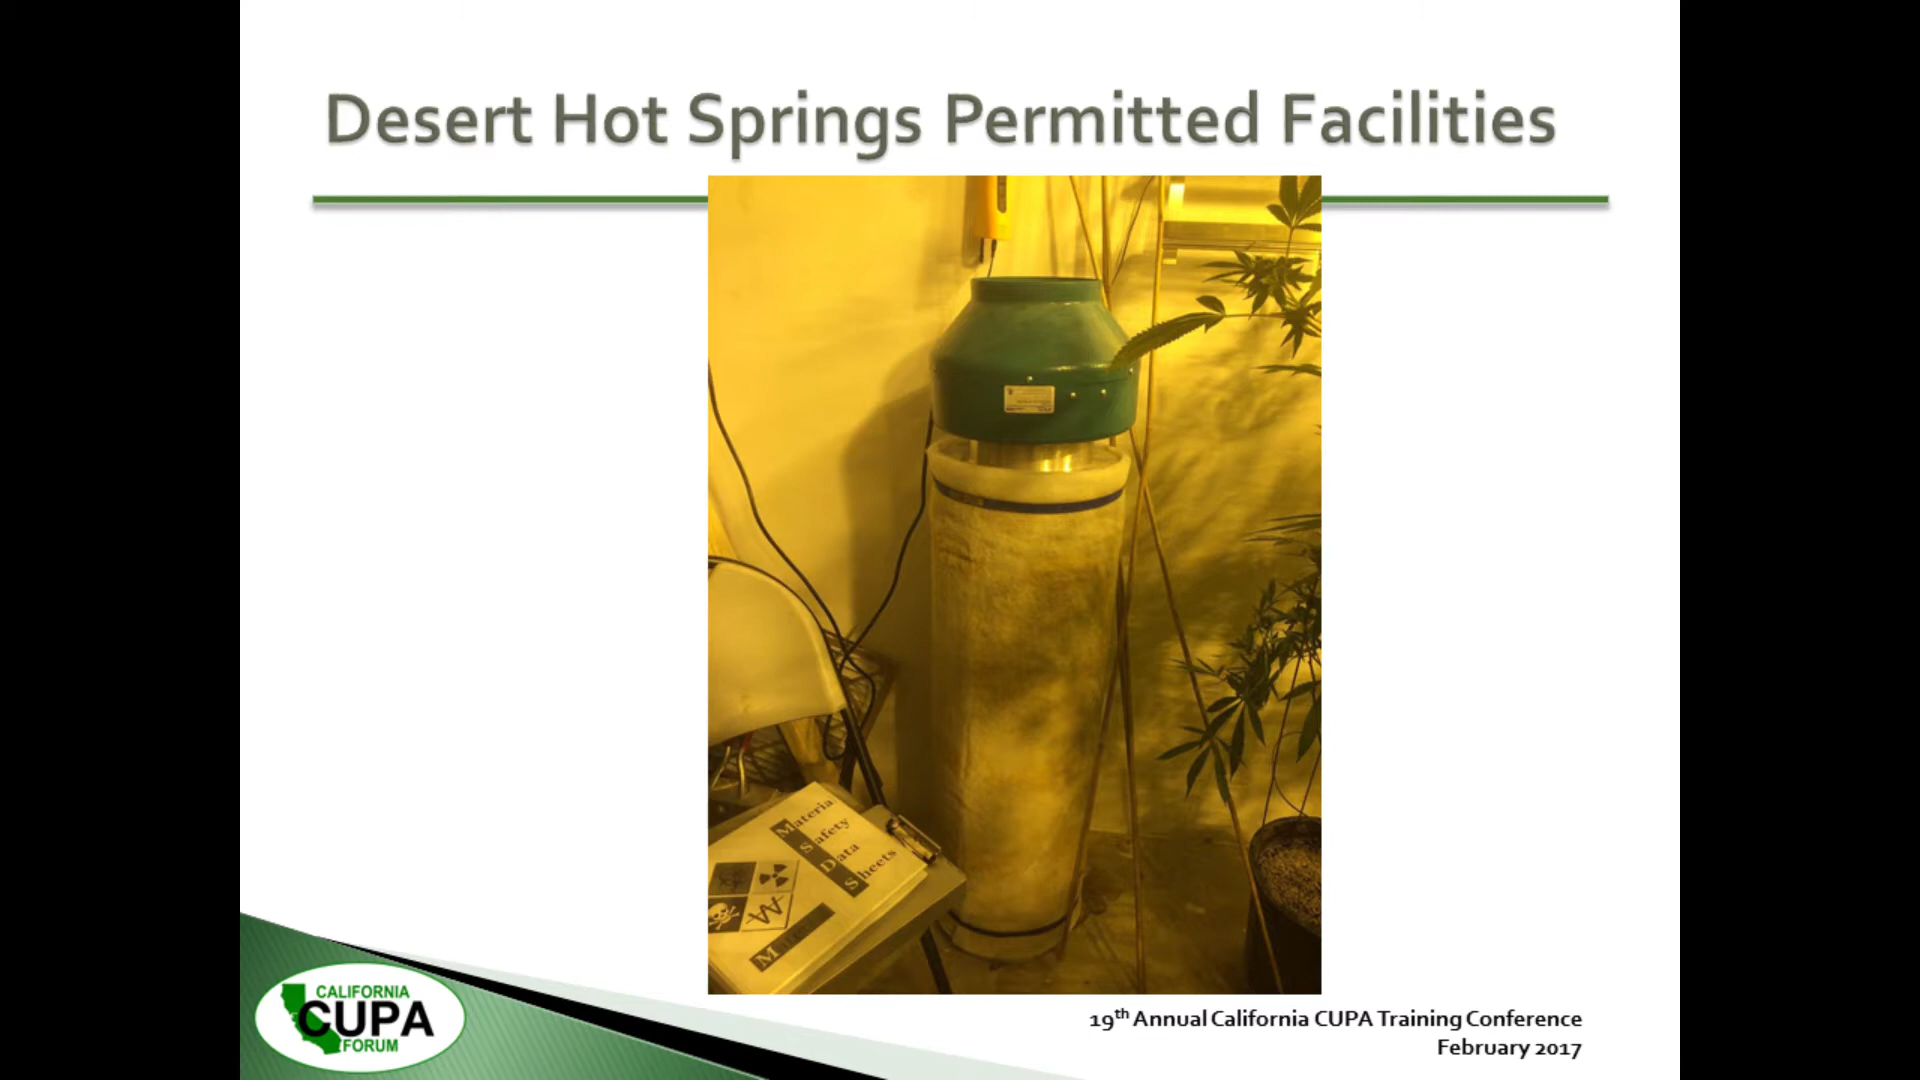 Desert Hot Springs Permitted Facilities
Material
Safety
Data
Sheets
CALIFORNIA
CUPA
FORUM
19th Annual California CUPA Training Conference
February 2017